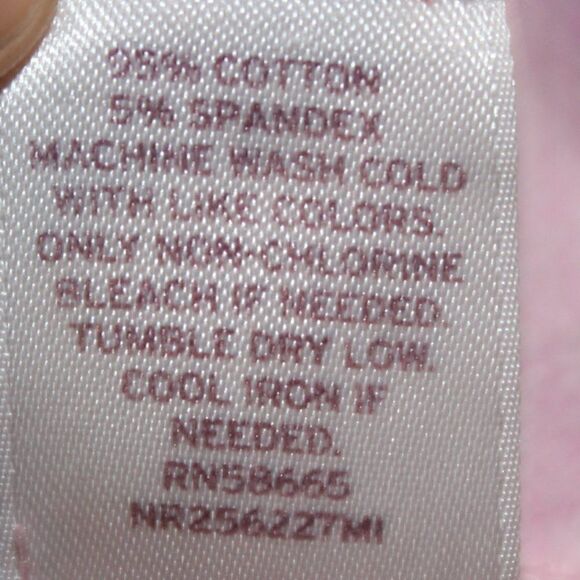 95% COTTON
5% SPANDEX
MACHINE WASH COLD
WITH LIKE COLORS.
ONLY NON-CHLORINE
BLEACH IF NEEDED.
TUMBLE DRY LOW.
COOL IRON IF
NEEDED.
RN58665
NR256227MI